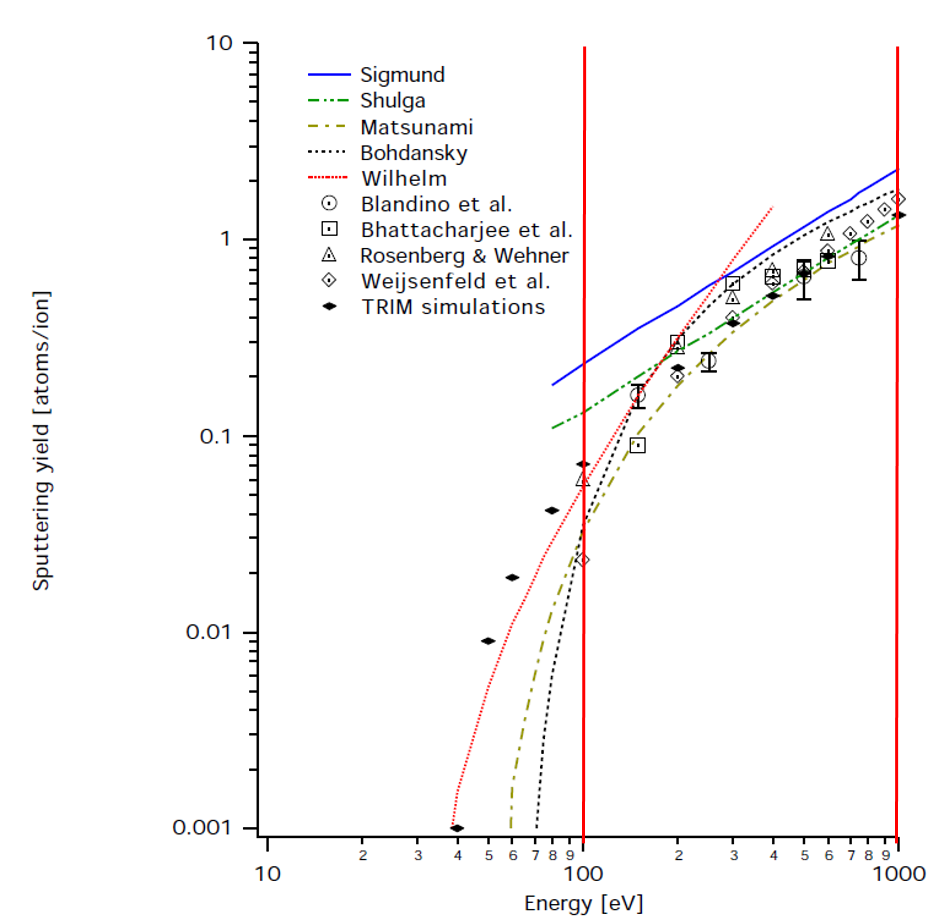 10
Sigmund
Shulga
Matsunami
Bohdansky
Wilhelm
Blandino et al.
Bhattacharjee et al.
1
Rosenberg & Wehner
Weijsenfeld et al.
TRIM simulations
Sputtering yield [atoms/ion]
0.1
0.01
0.001
2 3 4 5 6 7 8 9 2 3 4 5 6 7 8 9
10 100 1000
Energy [eV]